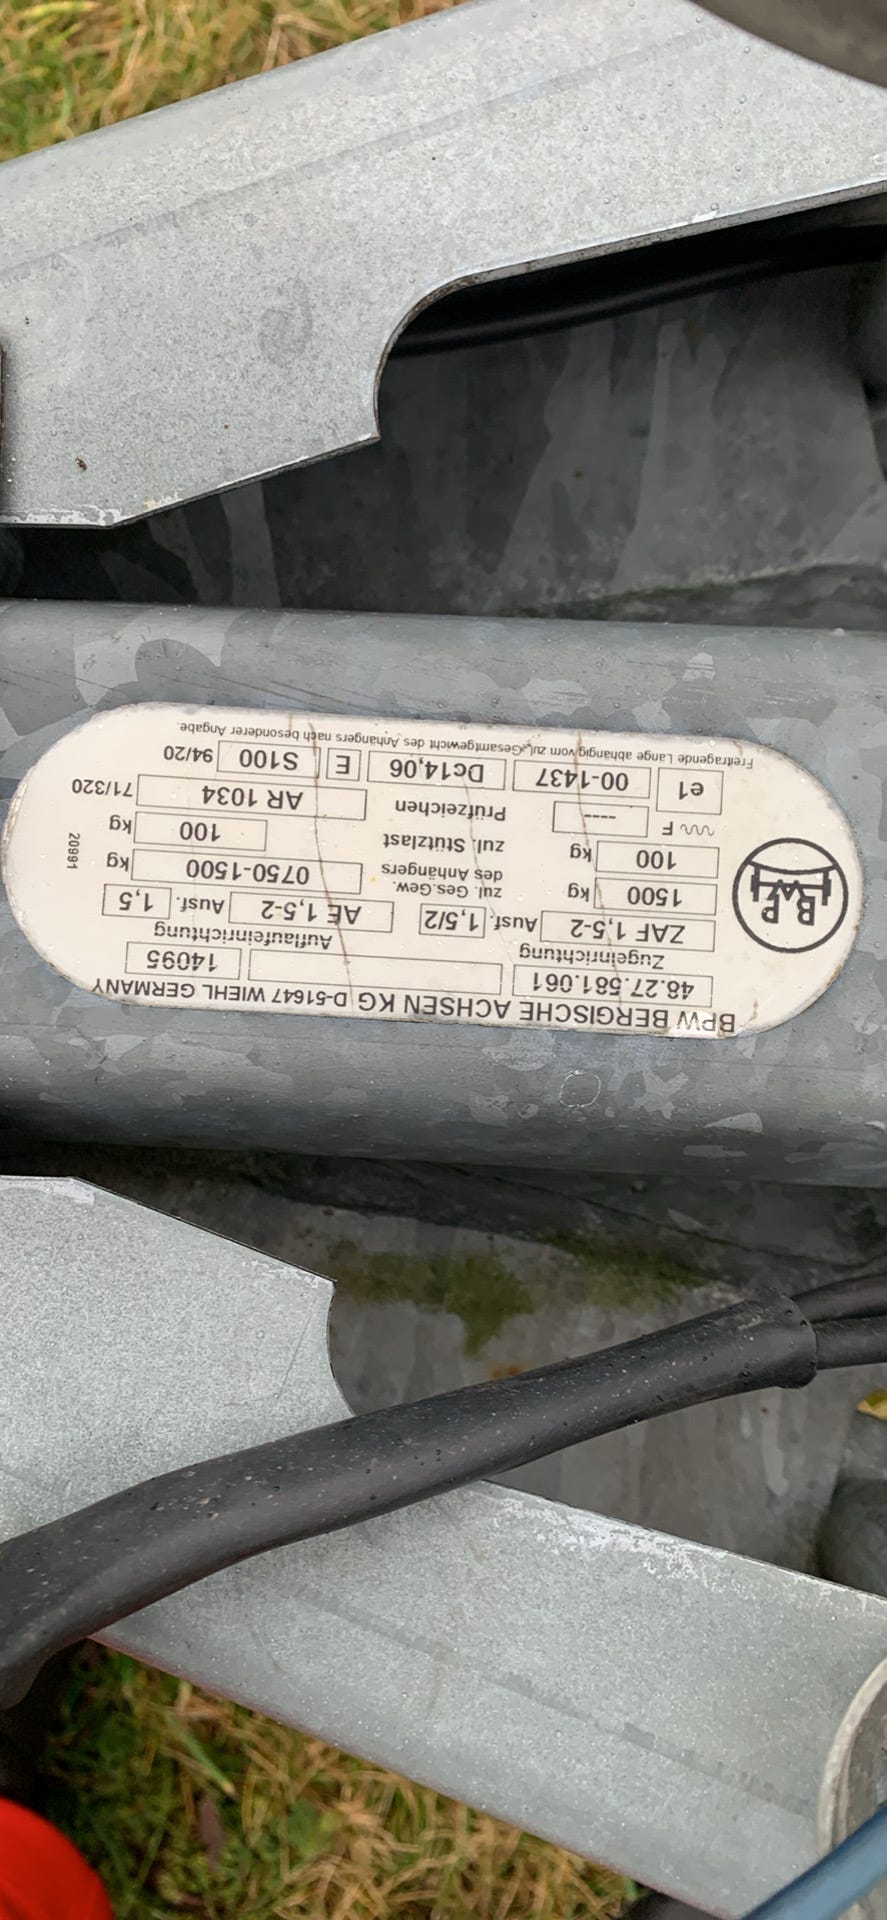 BPW BERGISCHE ACHSEN KG D-51647 WIEHL GERMANY
48.27.581.061 14095
Zugeinrichtung Auflaufeinrichtung
ZAF 1,5-2 Ausf. 1,5/2 AE 1,5-2 Ausf. 1,5
BPW
1500 kg zul. Ges.Gew. des Anhängers 0750-1500 kg
100 kg zul. Stützlast 100 kg
20991
F ---- Prüfzeichen AR 1034 71/320
e1 00-1437 Dc14,06 E S100 94/20
Freitragende Länge abhängig vom zul. Gesamtgewicht des Anhängers nach besonderer Angabe.